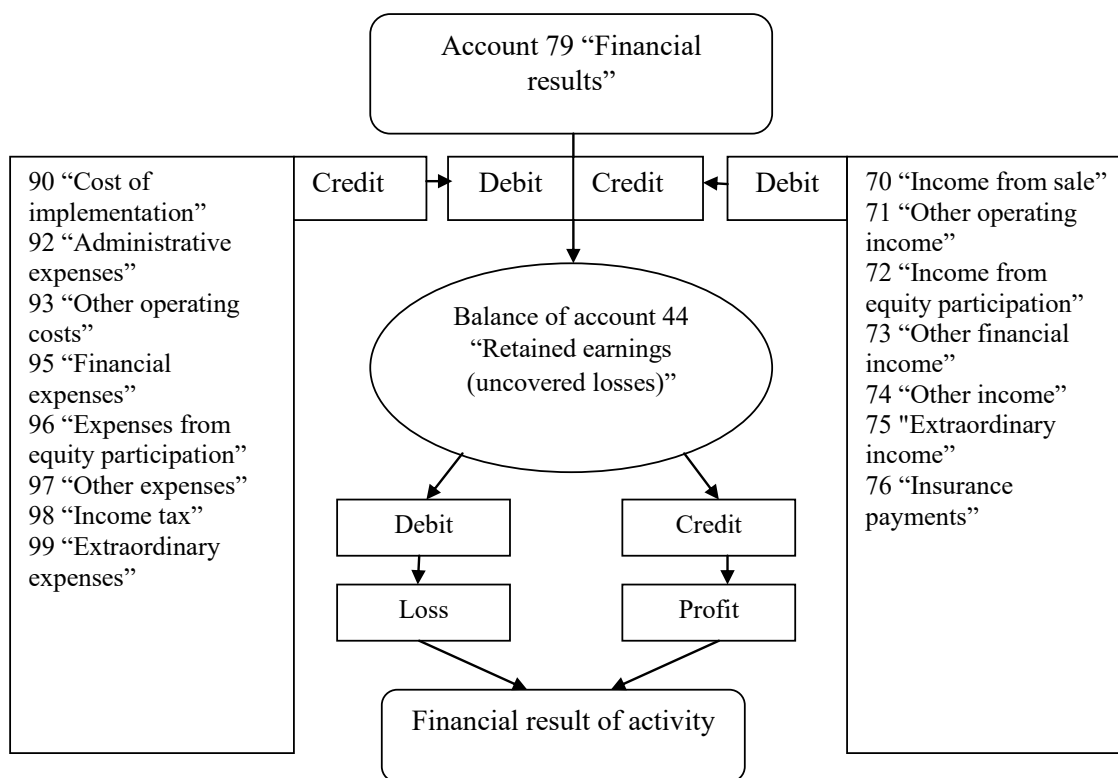 Account 79 “Financial
results”
90 “Cost of
implementation”
92 “Administrative
expenses”
93 “Other operating
costs”
95 “Financial
expenses”
96 “Expenses from
equity participation”
97 “Other expenses”
98 “Income tax”
99 “Extraordinary
expenses”
Credit
Debit
Credit
Debit
70 “Income from sale”
71 “Other operating
income”
72 “Income from
equity participation”
73 “Other financial
income”
74 “Other income”
75 "Extraordinary
income”
76 “Insurance
payments”
Balance of account 44
“Retained earnings
(uncovered losses)”
Debit
Credit
Loss
Profit
Financial result of activity